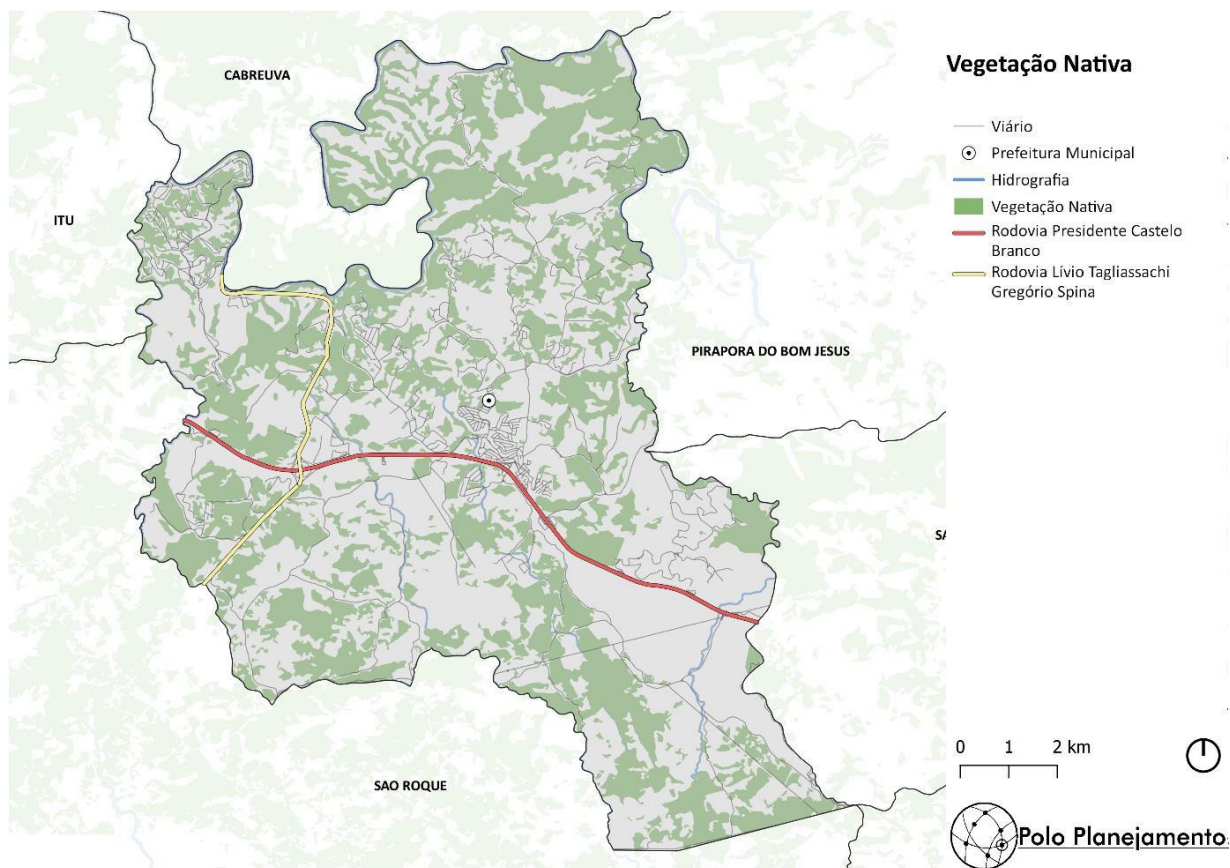 Vegetação Nativa
Viário
Prefeitura Municipal
Hidrografia
Vegetação Nativa
Rodovia Presidente Castelo
Branco
Rodovia Lívio Tagliassachi
Gregório Spina
CABREUVA
ITU
PIRAPORA DO BOM JESUS
SA
SAO ROQUE
0 1 2 km
Polo Planejamento